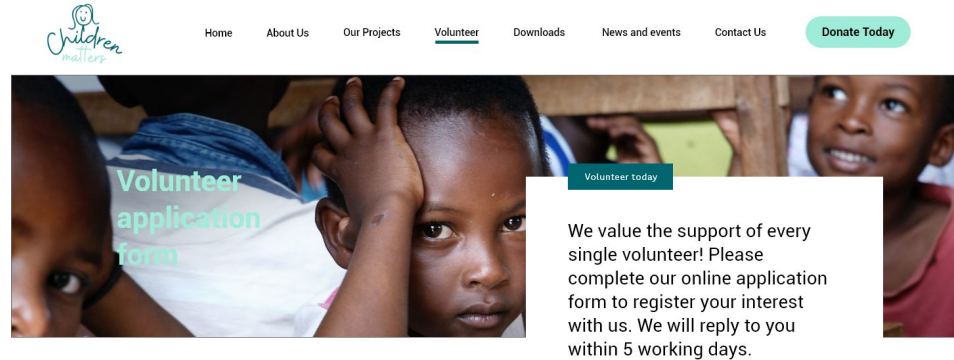 Children
matters
Home About Us Our Projects Volunteer Downloads News and events Contact Us Donate Today
Volunteer
application
form
Volunteer today
We value the support of every
single volunteer! Please
complete our online application
form to register your interest
with us. We will reply to you
within 5 working days.